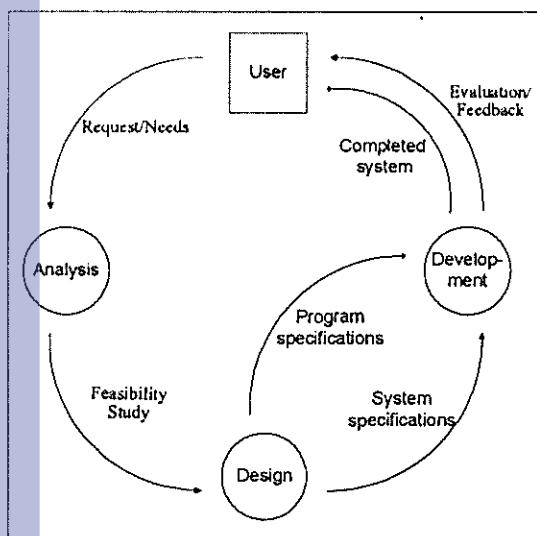 User
Evaluation/
Feedback
Request/Needs
Completed
system
Analysis
Develop-
ment
Program
specifications
Feasibility
Study
System
specifications
Design